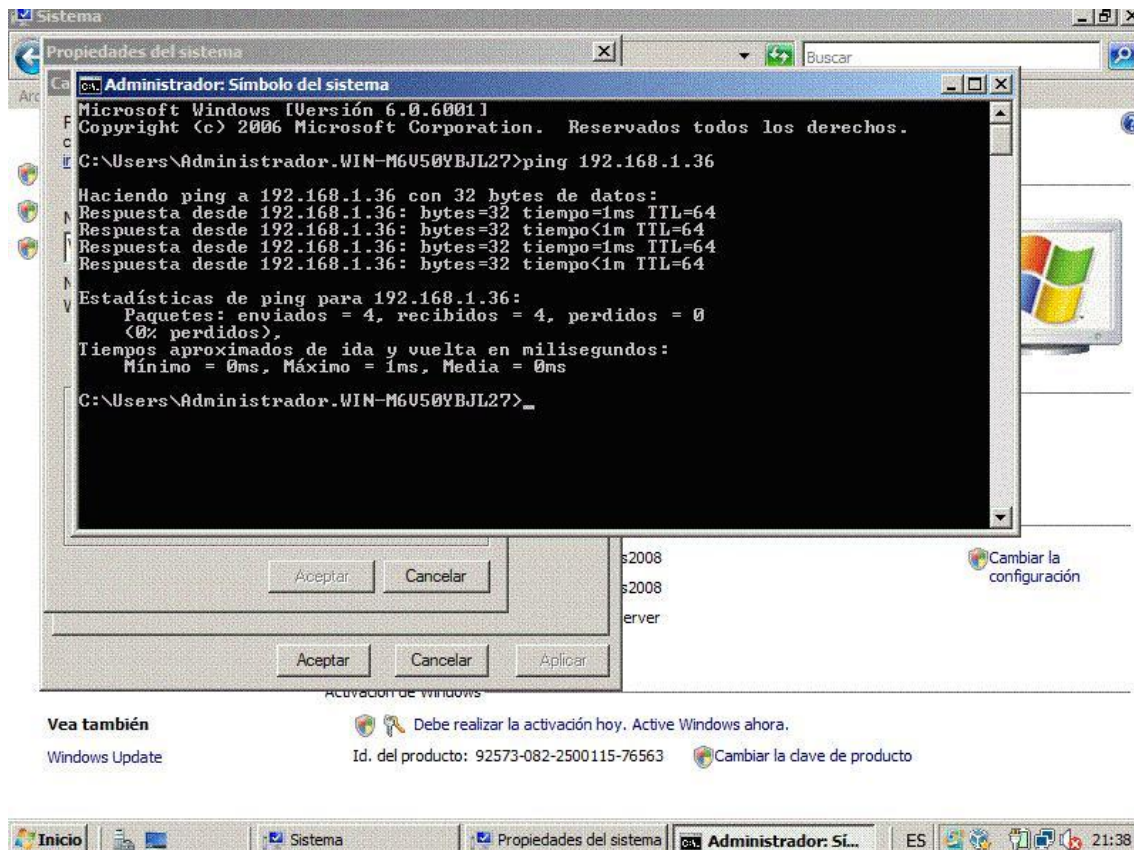 Sistema
Propiedades del sistema
Buscar
Ca
Arc
Administrador: Símbolo del sistema
Microsoft Windows [Versión 6.0.6001]
Copyright (c) 2006 Microsoft Corporation.  Reservados todos los derechos.
C:\Users\Administrador.WIN-M6V50YBJL27>ping 192.168.1.36
Haciendo ping a 192.168.1.36 con 32 bytes de datos:
Respuesta desde 192.168.1.36: bytes=32 tiempo=1ms TTL=64
Respuesta desde 192.168.1.36: bytes=32 tiempo<1m TTL=64
Respuesta desde 192.168.1.36: bytes=32 tiempo=1ms TTL=64
Respuesta desde 192.168.1.36: bytes=32 tiempo<1m TTL=64
Estadísticas de ping para 192.168.1.36:
Paquetes: enviados = 4, recibidos = 4, perdidos = 0
(0% perdidos),
Tiempos aproximados de ida y vuelta en milisegundos:
Mínimo = 0ms, Máximo = 1ms, Media = 0ms
C:\Users\Administrador.WIN-M6V50YBJL27>_
s2008
Cambiar la
configuración
Aceptar
Cancelar
s2008
erver
Aceptar
Cancelar
Aplicar
Activación de Windows
Vea también
Debe realizar la activación hoy. Active Windows ahora.
Windows Update
Id. del producto: 92573-082-2500115-76563
Cambiar la clave de producto
Inicio
Sistema
Propiedades del sistema
Administrador: Sí...
ES
21:38